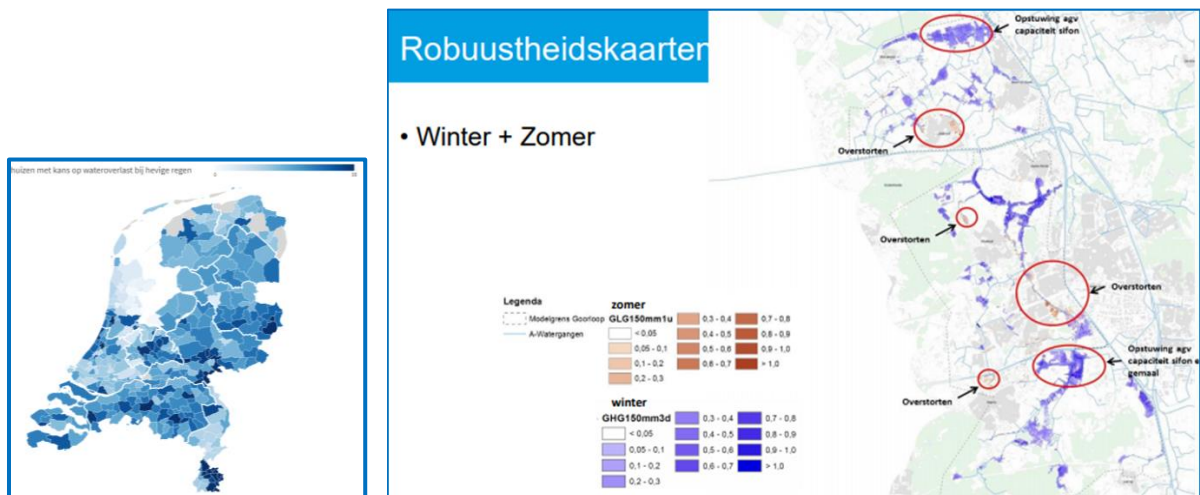 huizen met kans op wateroverlast bij hevige regen
0
Robuustheidskaarten
• Winter + Zomer
Opstuwing agv
capaciteit sifon
Overstorten
Overstorten
Overstorten
Opstuwing agv
capaciteit sifon e
gemaal
Overstorten
Legenda
Modelgrens Goorloop
A-Watergangen
zomer
GLG150mm1u
< 0,05
0,05 - 0,1
0,1 - 0,2
0,2 - 0,3
0,3 - 0,4
0,4 - 0,5
0,5 - 0,6
0,6 - 0,7
0,7 - 0,8
0,8 - 0,9
0,9 - 1,0
> 1,0
winter
GHG150mm3d
< 0,05
0,05 - 0,1
0,1 - 0,2
0,2 - 0,3
0,3 - 0,4
0,4 - 0,5
0,5 - 0,6
0,6 - 0,7
0,7 - 0,8
0,8 - 0,9
0,9 - 1,0
> 1,0